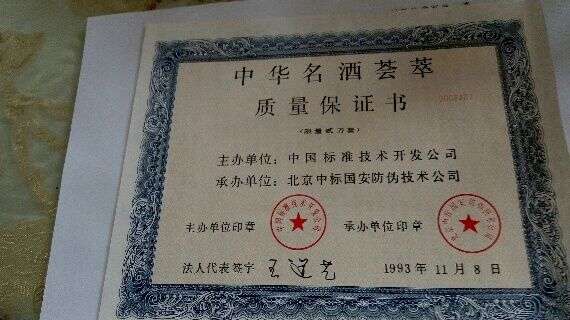 中华名酒荟萃
质量保证书
(限量贰万套)
主办单位：中国标准技术开发公司
承办单位：北京中标国安防伪技术公司
主办单位印章
承办单位印章
法人代表签字
1993 年 11 月 8 日